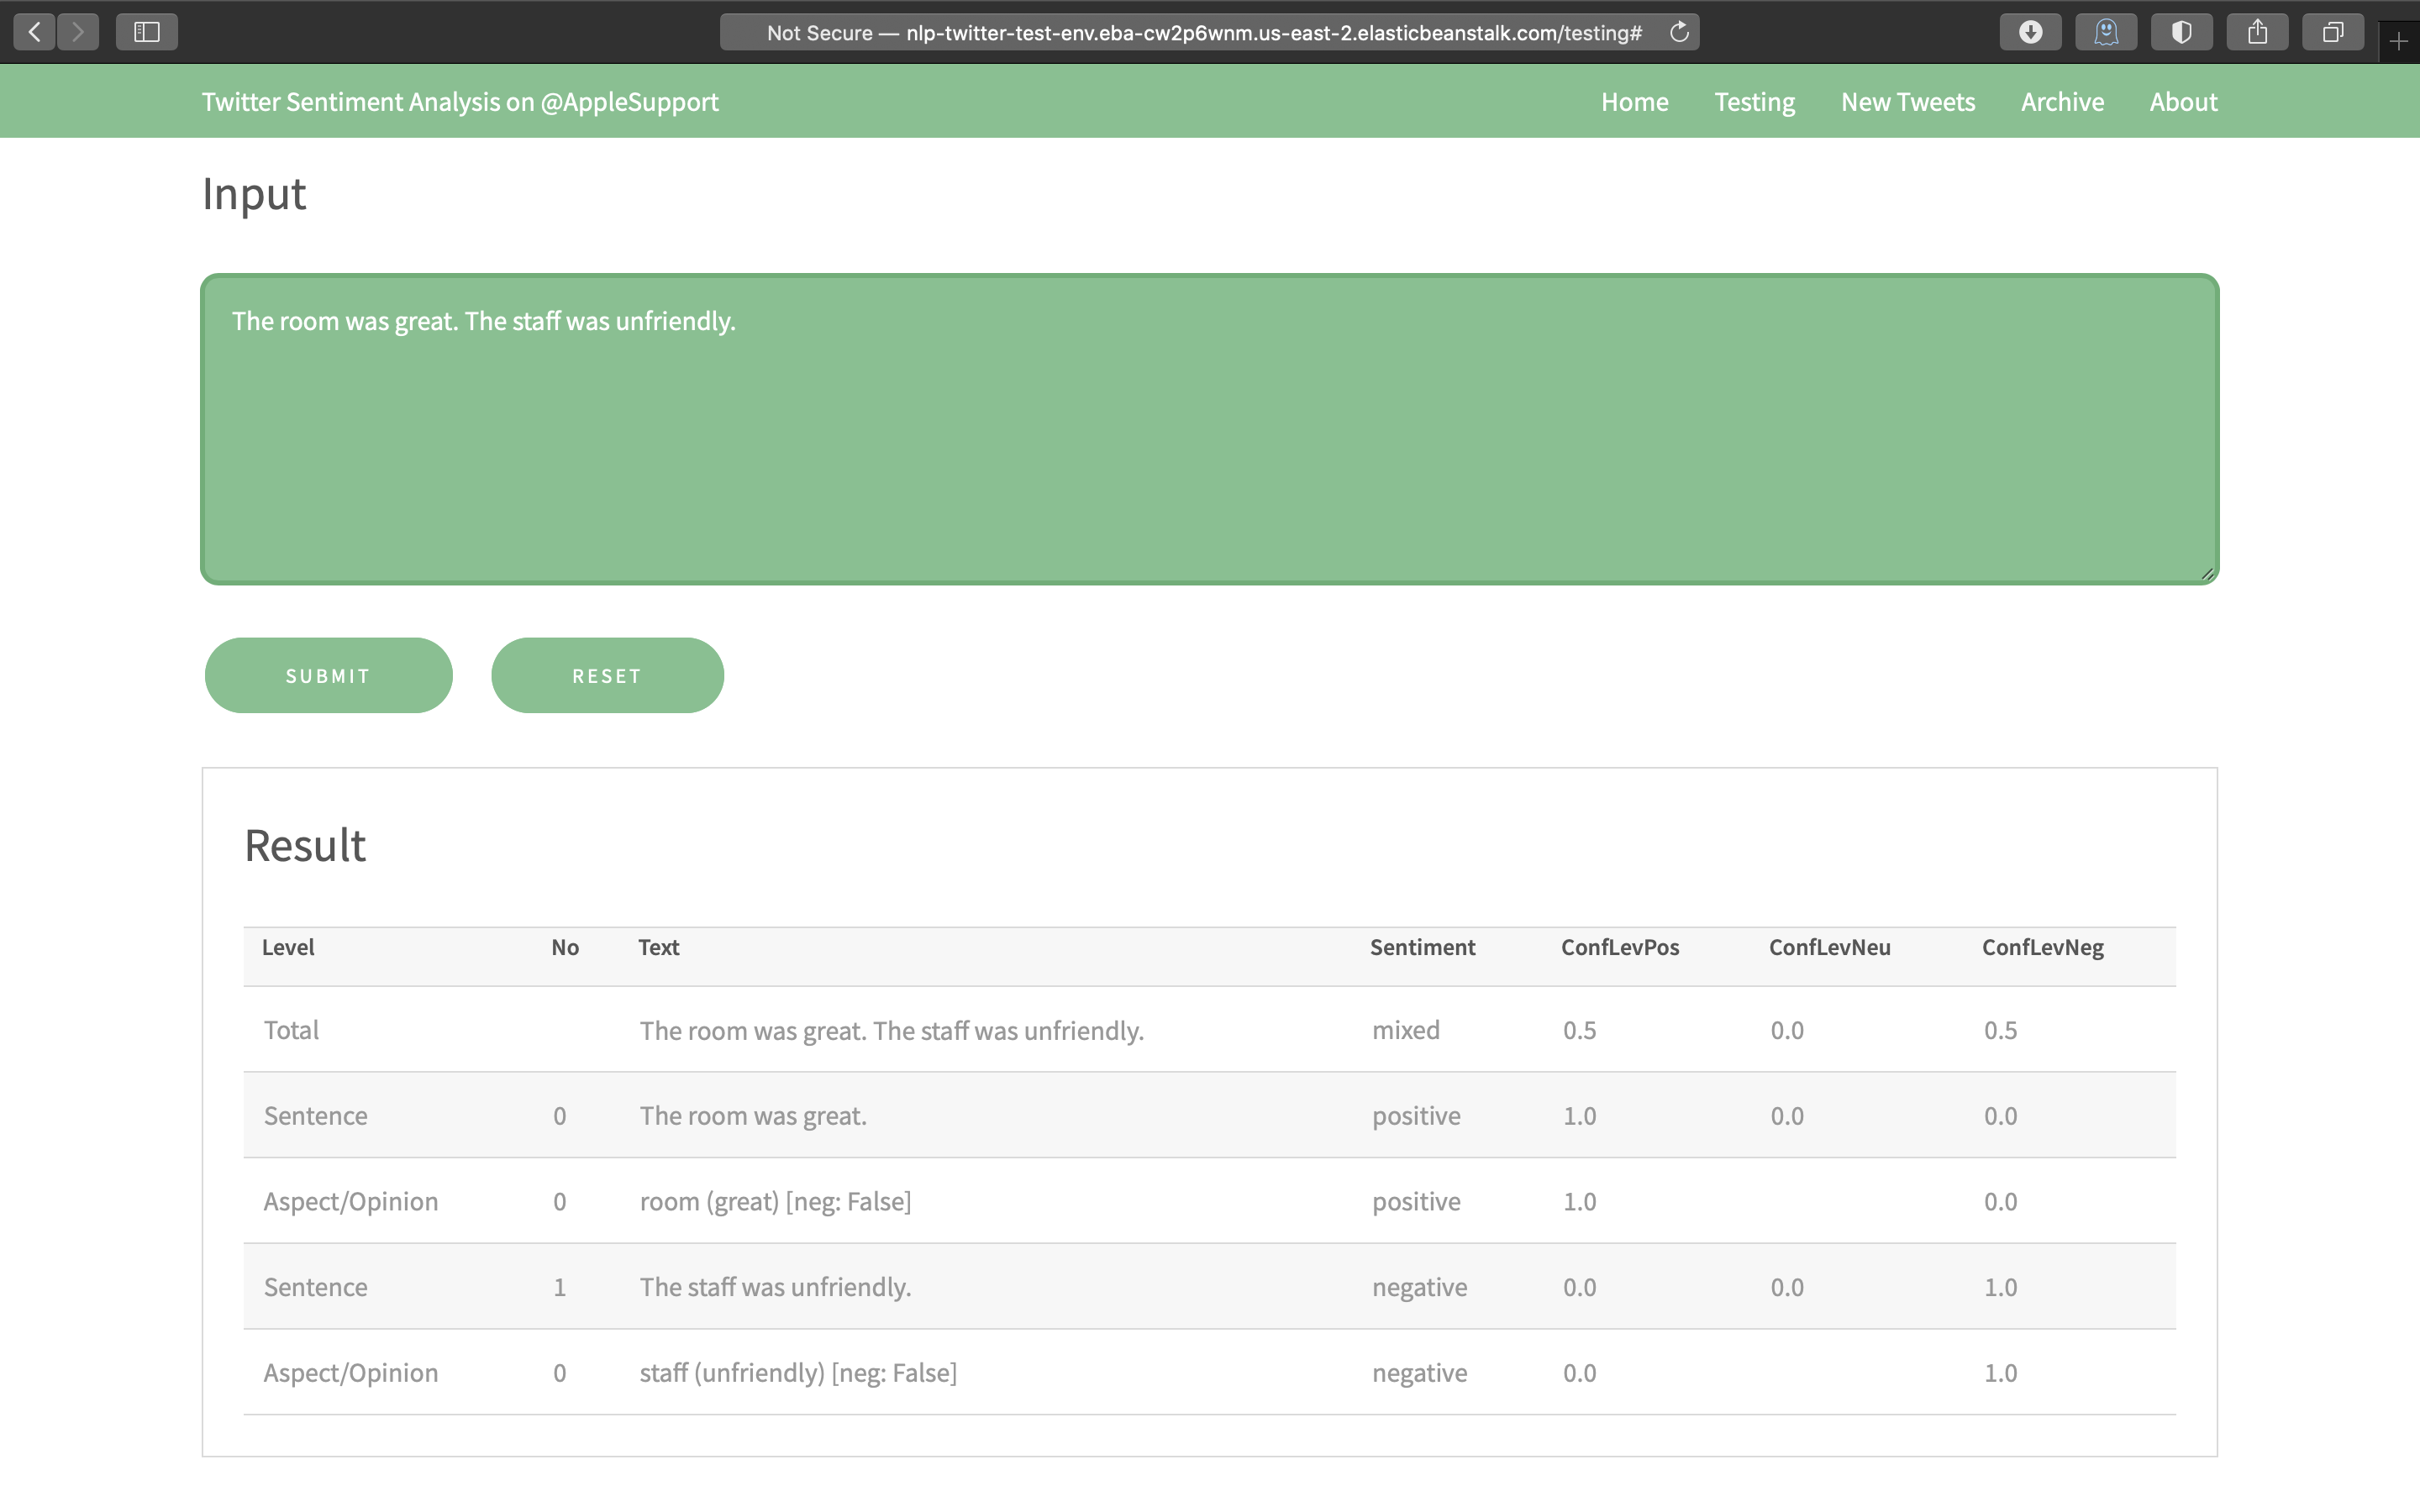 Not Secure — nlp-twitter-test-env.eba-cw2p6wnm.us-east-2.elasticbeanstalk.com/testing#
Twitter Sentiment Analysis on @AppleSupport Home Testing New Tweets Archive About
Input
The room was great. The staff was unfriendly.
SUBMIT RESET
Result
Level No Text Sentiment ConfLevPos ConfLevNeu ConfLevNeg
Total The room was great. The staff was unfriendly. mixed 0.5 0.0 0.5
Sentence 0 The room was great. positive 1.0 0.0 0.0
Aspect/Opinion 0 room (great) [neg: False] positive 1.0 0.0
Sentence 1 The staff was unfriendly. negative 0.0 0.0 1.0
Aspect/Opinion 0 staff (unfriendly) [neg: False] negative 0.0 1.0